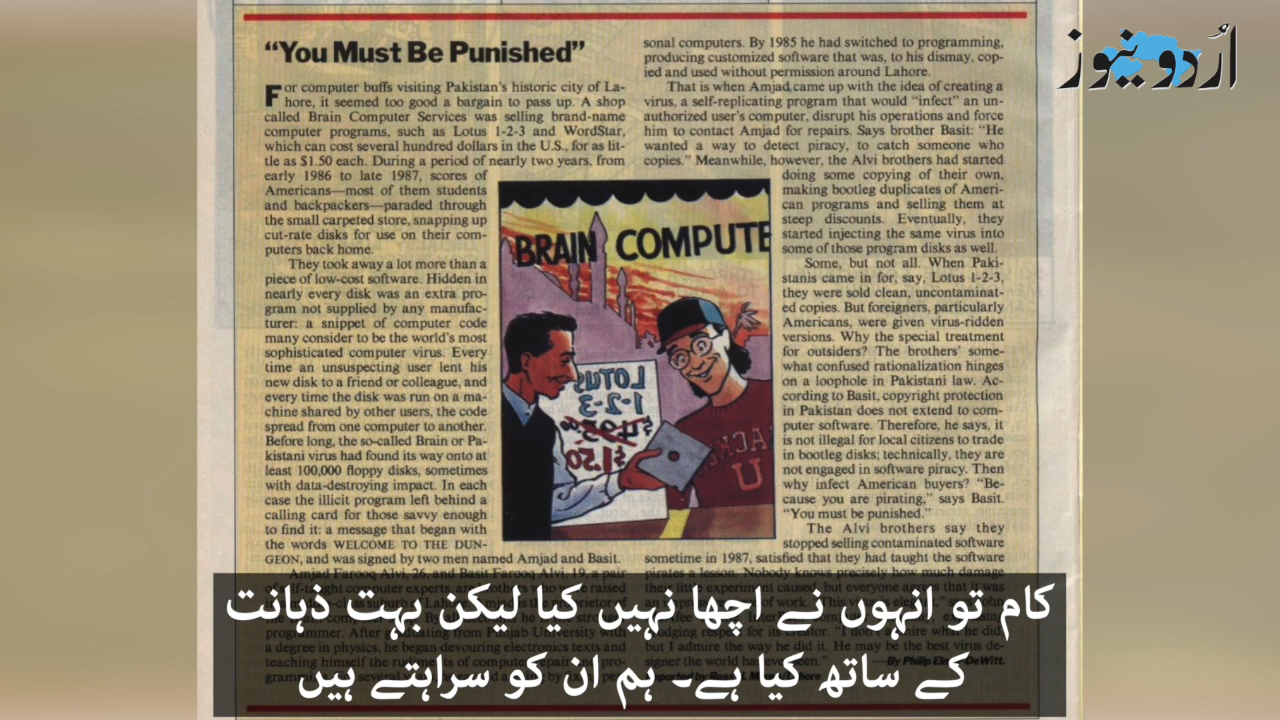 اُردو نیوز
“You Must Be Punished”
For computer buffs visiting Pakistan's historic city of La-
hore, it seemed too good a bargain to pass up. A shop
called Brain Computer Services was selling brand-name
computer programs, such as Lotus 1-2-3 and WordStar,
which can cost several hundred dollars in the U.S., for as lit-
tle as $1.50 each. During a period of nearly two years, from
early 1986 to late 1987, scores of
Americans—most of them students
and backpackers—paraded through
the small carpeted store, snapping up
cut-rate disks for use on their com-
puters back home.
They took away a lot more than a
piece of low-cost software. Hidden in
nearly every disk was an extra pro-
gram not supplied by any manufac-
turer: a snippet of computer code
many consider to be the world's most
sophisticated computer virus. Every
time an unsuspecting user lent his
new disk to a friend or colleague, and
every time the disk was run on a ma-
chine shared by other users, the code
spread from one computer to another.
Before long, the so-called Brain or Pa-
kistani virus had found its way onto at
least 100,000 floppy disks, sometimes
with data-destroying impact. In each
case the illicit program left behind a
calling card for those savvy enough
to find it: a message that began with
the words WELCOME TO THE DUN-
GEON, and was signed by two men named Amjad and Basit.
Amjad Farooq Alvi, 26, and Basit Farooq Alvi, 19, a pair
sonal computers. By 1985 he had switched to programming,
producing customized software that was, to his dismay, cop-
ied and used without permission around Lahore.
That is when Amjad came up with the idea of creating a
virus, a self-replicating program that would “infect” an un-
authorized user's computer, disrupt his operations and force
him to contact Amjad for repairs. Says brother Basit: “He
wanted a way to detect piracy, to catch someone who
copies.” Meanwhile, however, the Alvi brothers had started
doing some copying of their own,
making bootleg duplicates of Ameri-
can programs and selling them at
steep discounts. Eventually, they
started injecting the same virus into
some of those program disks as well.
Some, but not all. When Paki-
stanis came in for, say, Lotus 1-2-3,
they were sold clean, uncontaminat-
ed copies. But foreigners, particularly
Americans, were given virus-ridden
versions. Why the special treatment
for outsiders? The brothers' some-
what confused rationalization hinges
on a loophole in Pakistani law. Ac-
cording to Basit, copyright protection
in Pakistan does not extend to com-
puter software. Therefore, he says, it
is not illegal for local citizens to trade
in bootleg disks; technically, they are
not engaged in software piracy. Then
why infect American buyers? “Be-
cause you are pirating,” says Basit.
“You must be punished.”
The Alvi brothers say they
stopped selling contaminated software
sometime in 1987, satisfied that they had taught the software
pirates a lesson. Nobody knows precisely how much damage
BRAIN COMPUTE
LOTUS
1-2-3
$1.50
کام تو انہوں نے اچھا نہیں کیا لیکن بہت ذہانت
کے ساتھ کیا ہے۔ ہم ان کو سراہتے ہیں